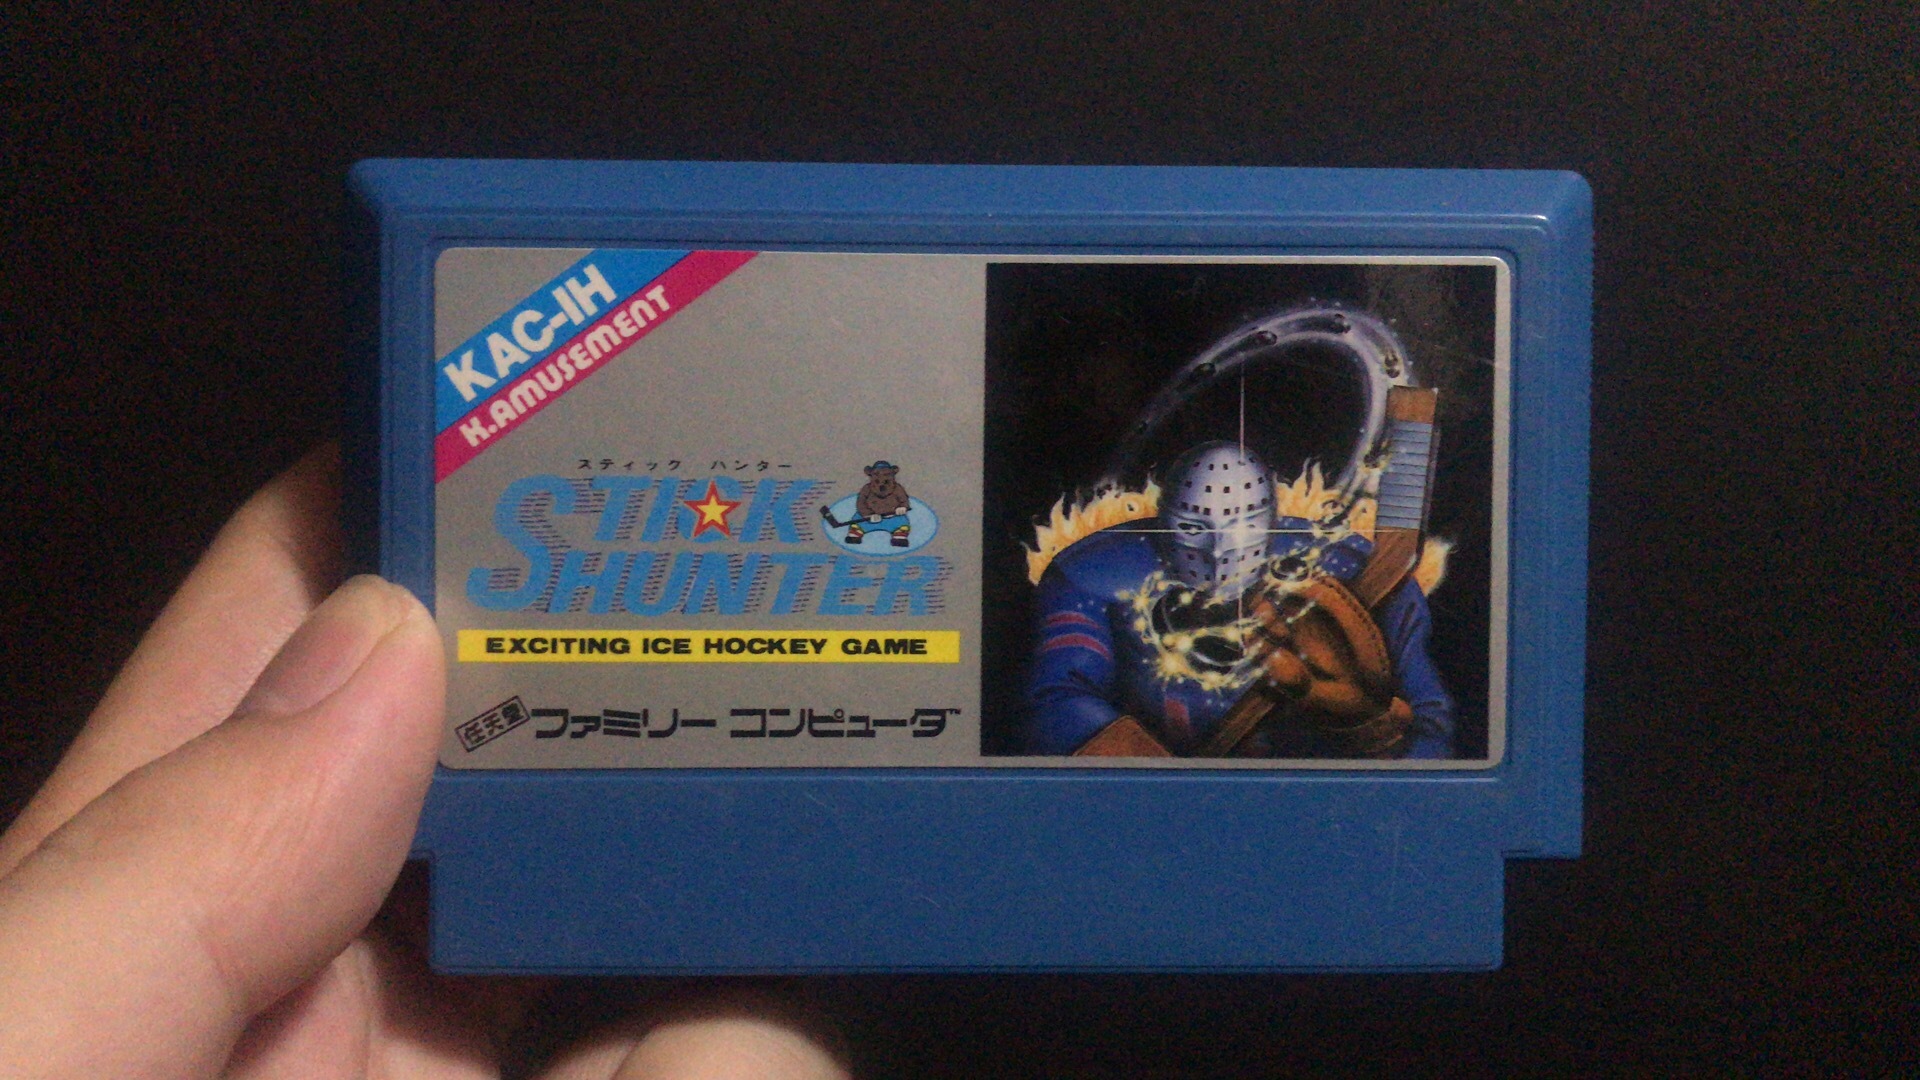 KAC-IH
K.AMUSEMENT
スティック ハンター
STICK
HUNTER
EXCITING ICE HOCKEY GAME
任天堂 ファミリー コンピュータ